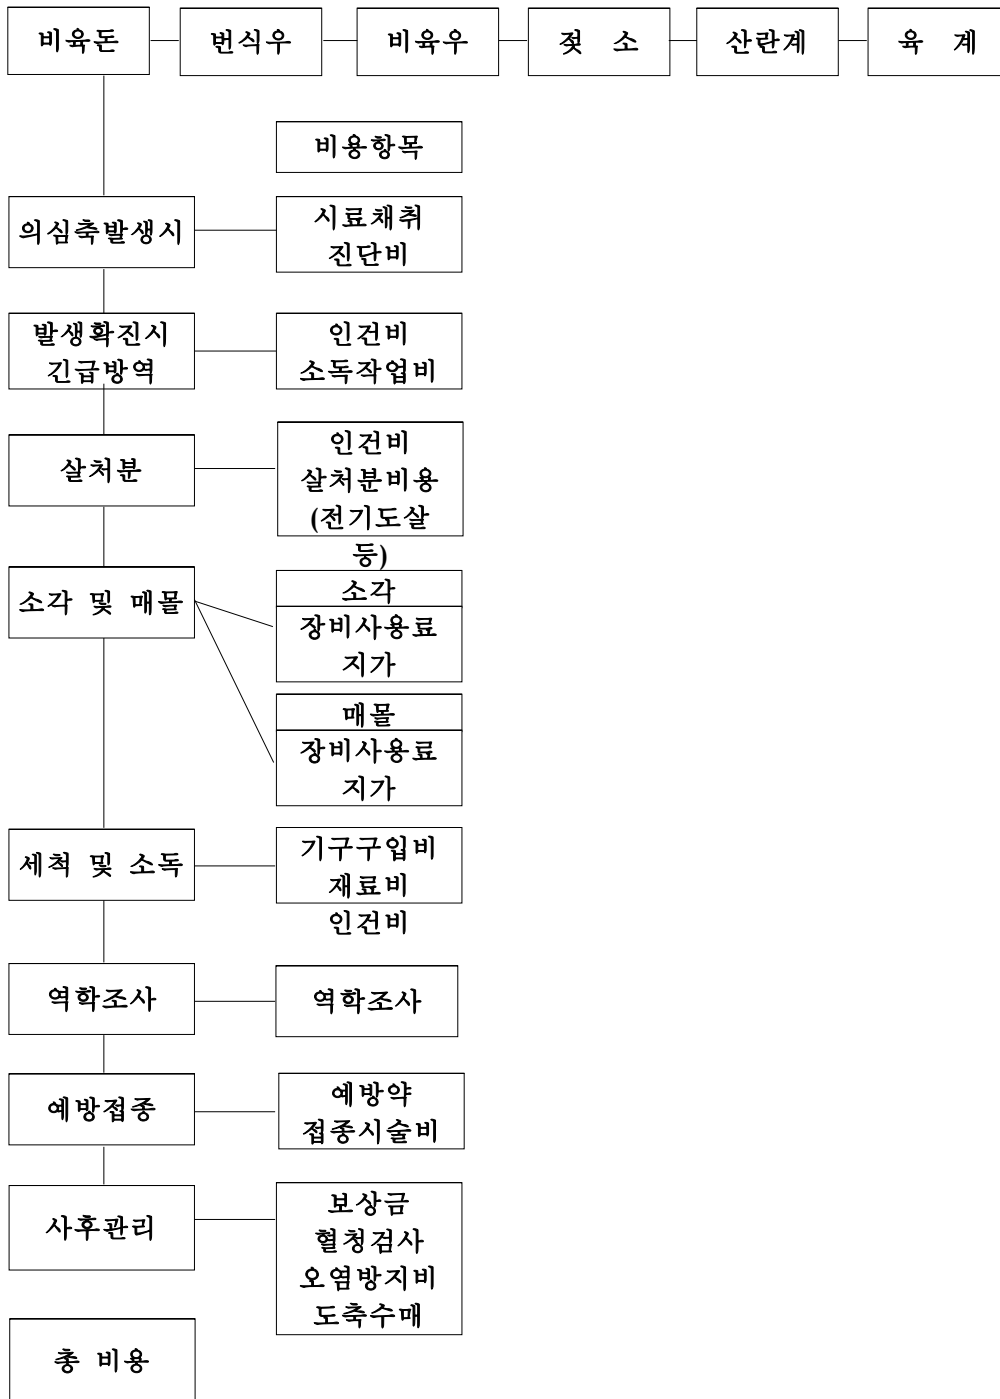 비육돈 번식우 비육우 젖 소 산란계 육 계
비용항목
의심축발생시
시료채취
진단비
발생확진시
긴급방역
인건비
소독작업비
살처분
인건비
살처분비용
(전기도살
등)
소각 및 매몰
소각
장비사용료
지가
매몰
장비사용료
지가
세척 및 소독
기구구입비
재료비
인건비
역학조사
역학조사
예방접종
예방약
접종시술비
사후관리
보상금
혈청검사
오염방지비
도축수매
총 비용